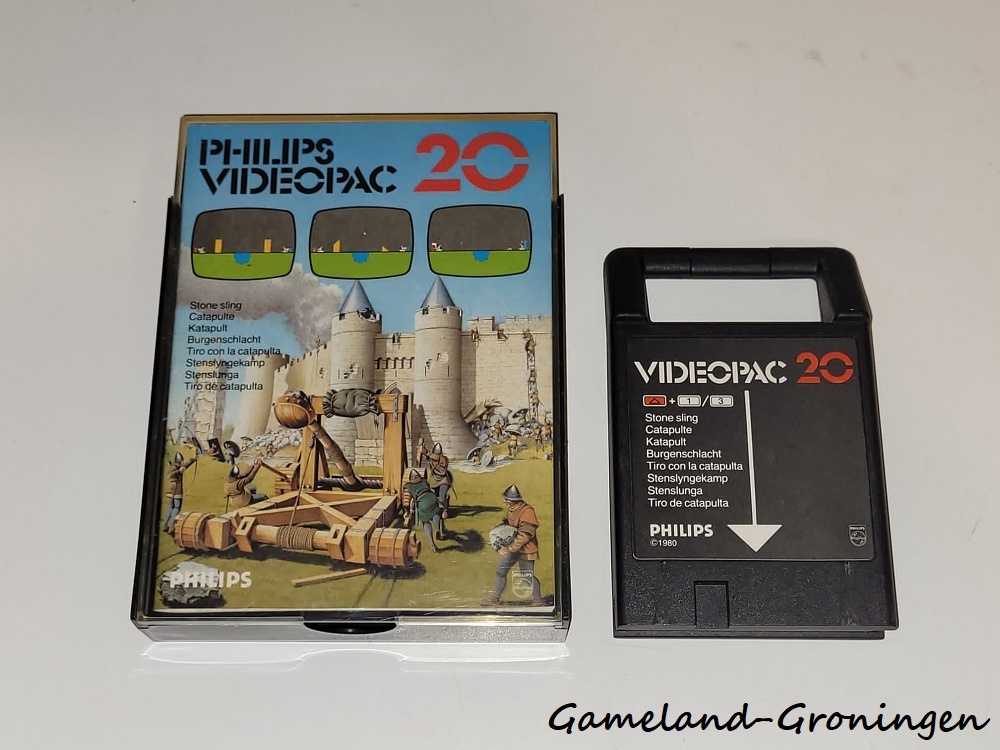 PHILIPS
VIDEOPAC 20
Stone sling
Catapulte
Katapult
Burgenschlacht
Tiro con la catapulta
Stenslyngekamp
Stenslunga
Tiro de catapulta
PHILIPS
VIDEOPAC 20
+ 1 / 3
Stone sling
Catapulte
Katapult
Burgenschlacht
Tiro con la catapulta
Stenslyngekamp
Stenslunga
Tiro de catapulta
PHILIPS
©1980
Gameland-Groningen